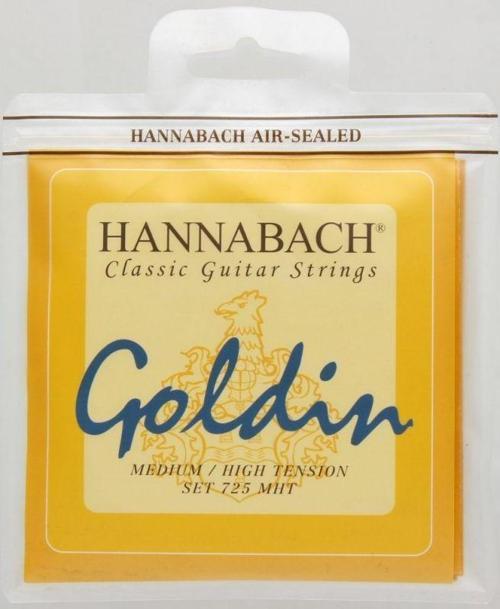 HANNABACH AIR-SEALED
HANNABACH®
Classic Guitar Strings
Goldin
MEDIUM / HIGH TENSION
SET 725 MHT